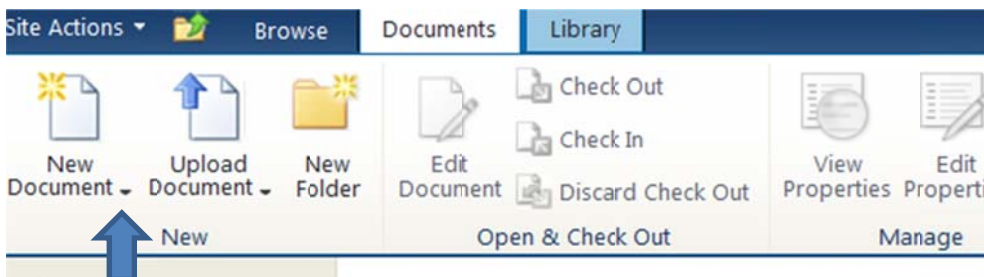 Site Actions Browse Documents Library
New Document
Upload Document
New Folder
Edit Document
Check Out
Check In
Discard Check Out
View Properties
Edit
New
Open & Check Out
Manage